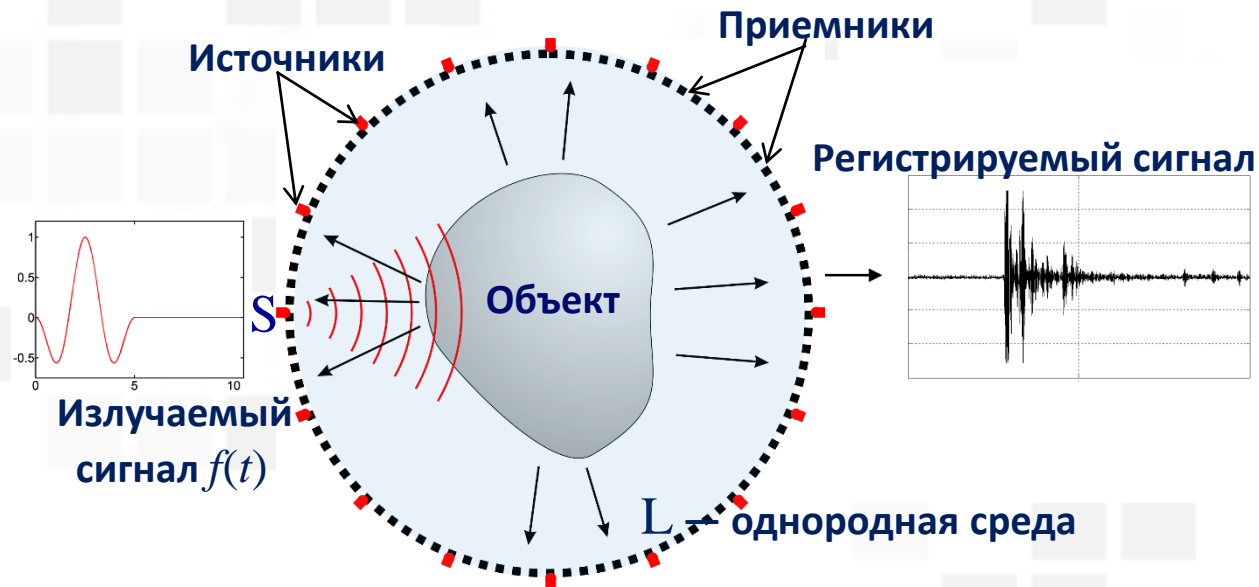 Источники
Приемники
Регистрируемый сигнал
1
0.5
0
-0.5
0
5
10
S
Объект
Излучаемый
сигнал f(t)
L – однородная среда